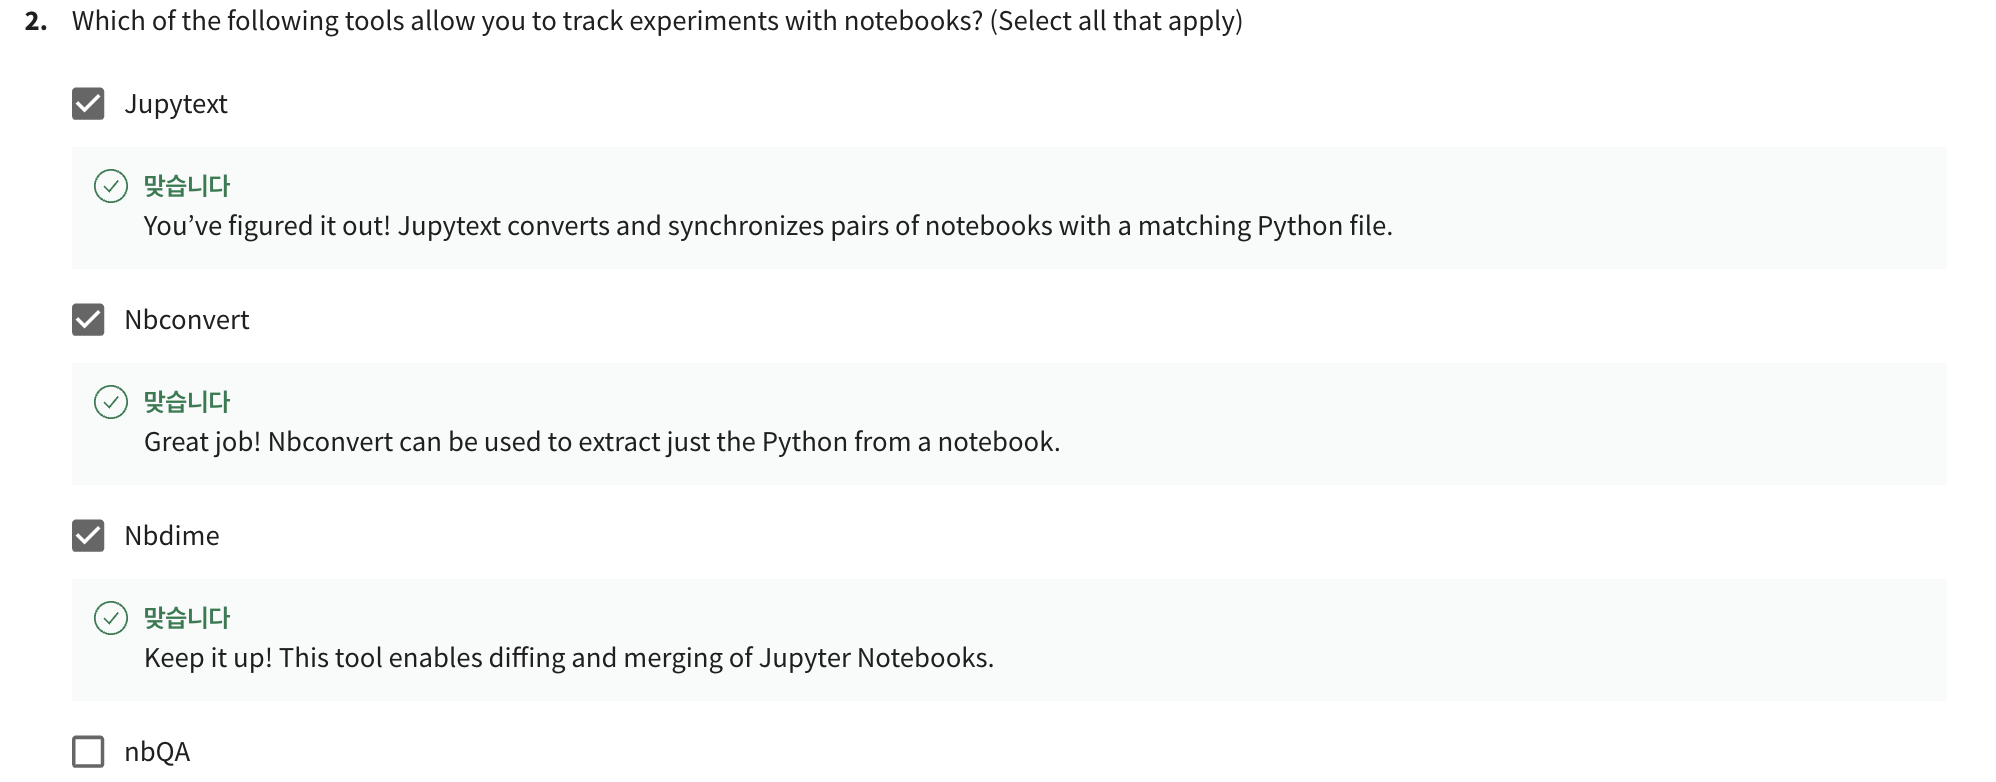 2. Which of the following tools allow you to track experiments with notebooks? (Select all that apply)
Jupytext
맞습니다
You’ve figured it out! Jupytext converts and synchronizes pairs of notebooks with a matching Python file.
Nbconvert
맞습니다
Great job! Nbconvert can be used to extract just the Python from a notebook.
Nbdime
맞습니다
Keep it up! This tool enables diffing and merging of Jupyter Notebooks.
nbQA